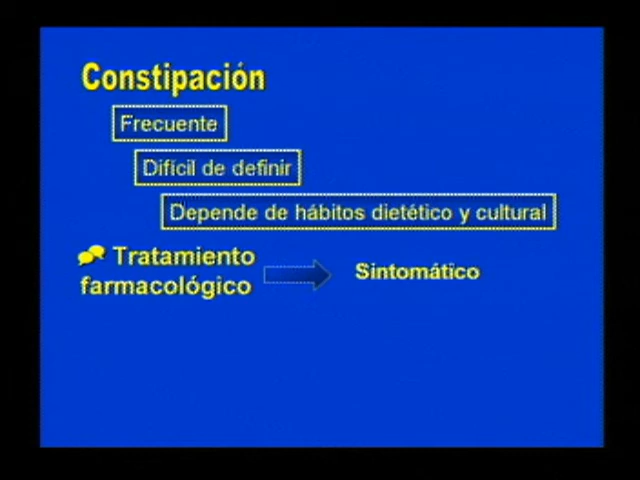 Constipación
Frecuente
Difícil de definir
Depende de hábitos dietético y cultural
Tratamiento
farmacológico
Sintomático